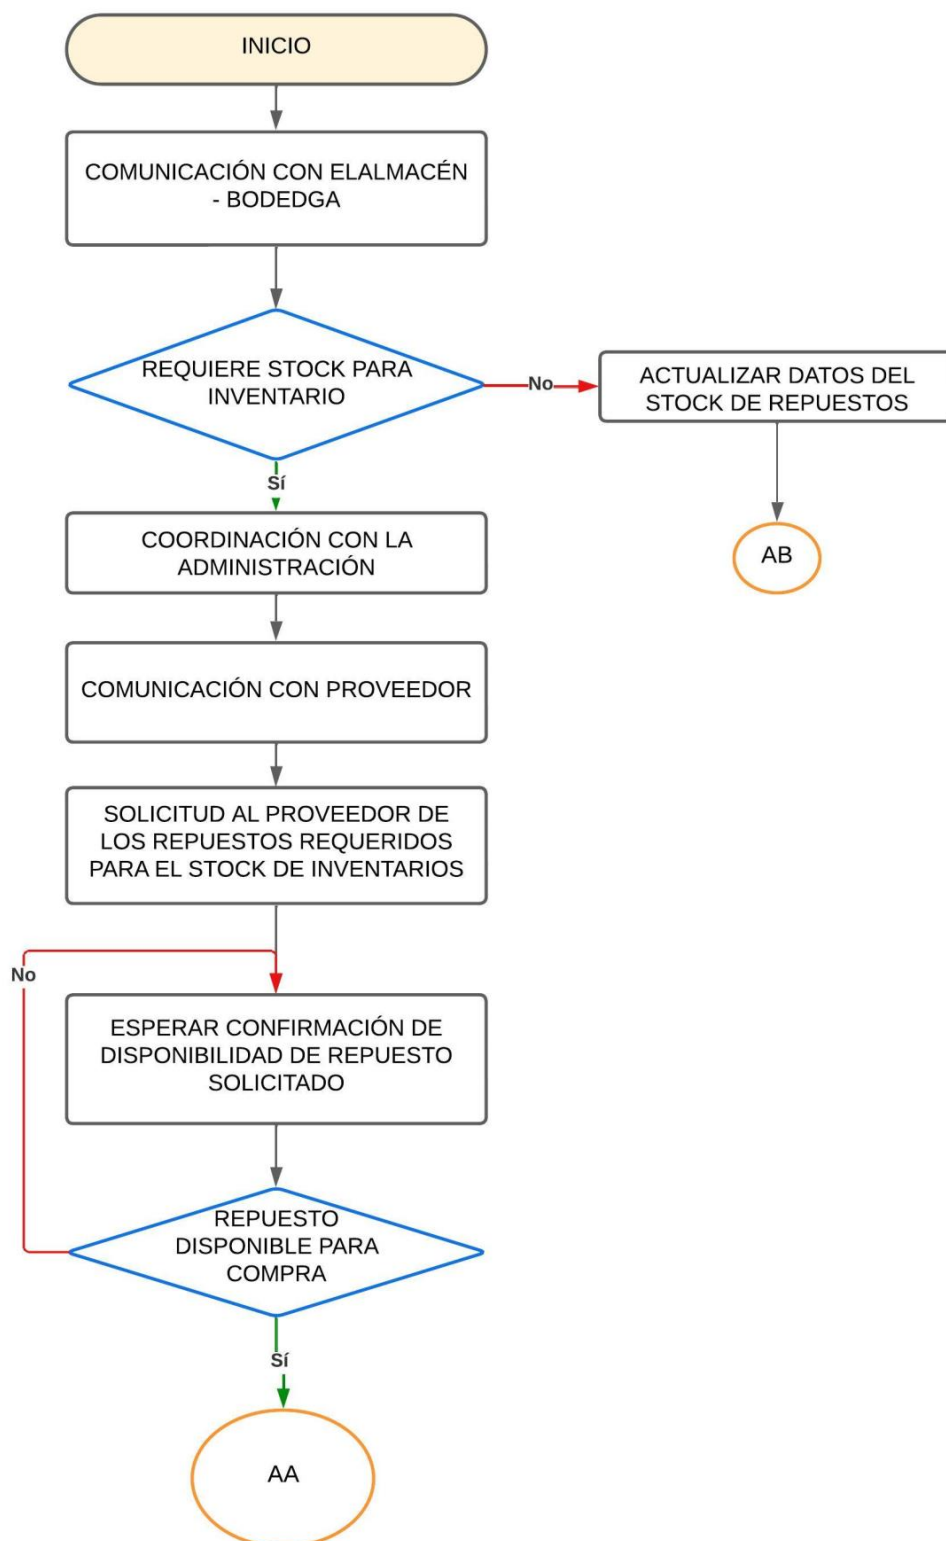 INICIO
COMUNICACIÓN CON ELALMACÉN
- BODEDGA
REQUIERE STOCK PARA
INVENTARIO
No
ACTUALIZAR DATOS DEL
STOCK DE REPUESTOS
AB
Sí
COORDINACIÓN CON LA
ADMINISTRACIÓN
COMUNICACIÓN CON PROVEEDOR
SOLICITUD AL PROVEEDOR DE
LOS REPUESTOS REQUERIDOS
PARA EL STOCK DE INVENTARIOS
No
ESPERAR CONFIRMACIÓN DE
DISPONIBILIDAD DE REPUESTO
SOLICITADO
REPUESTO
DISPONIBLE PARA
COMPRA
Sí
AA